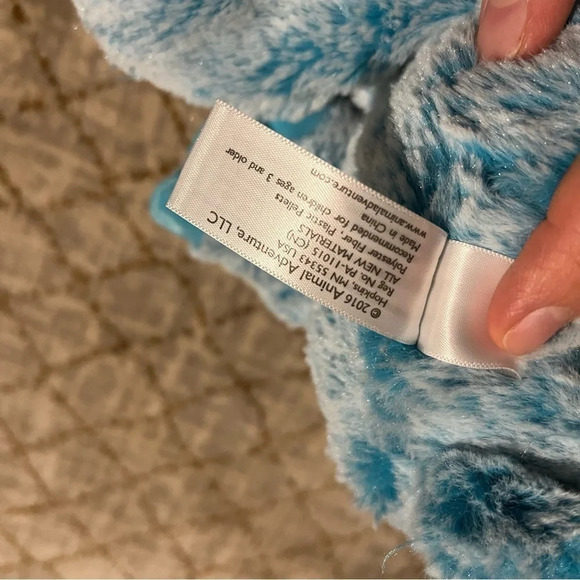 © 2016 Animal Adventure, LLC
Hopkins, MN 55343 USA
Reg No. PA-11015 (CN)
ALL NEW MATERIALS
Polyester Fiber, Plastic Pellets
Recommended for children ages 3 and older
Made in China
www.animaladventure.com